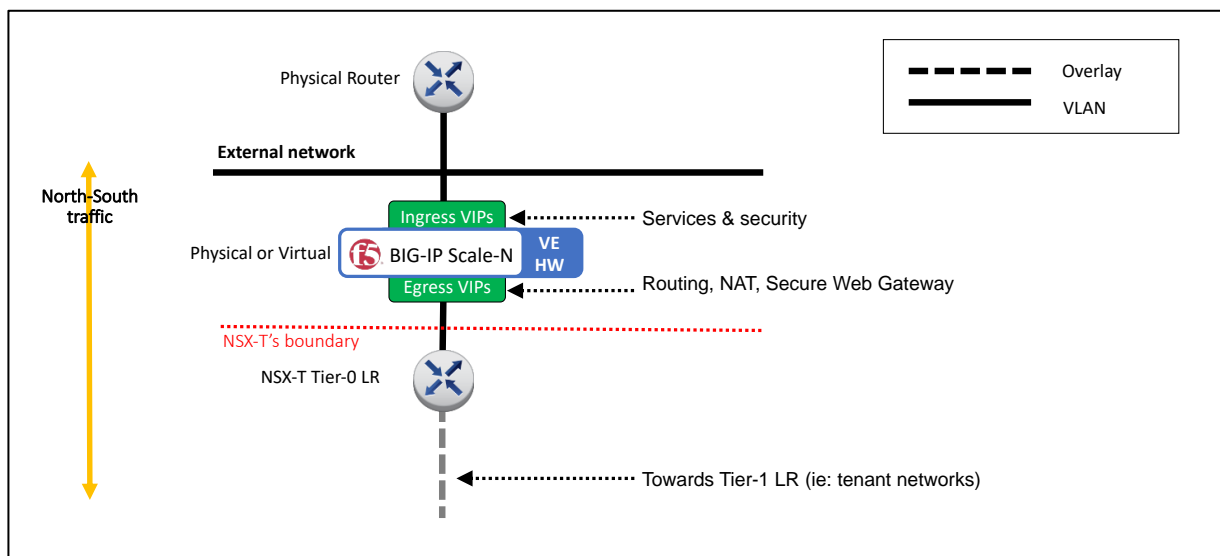 Physical Router
Overlay
VLAN
External network
North-South
traffic
Ingress VIPs
Services & security
Physical or Virtual
f5
BIG-IP Scale-N
VE
HW
Egress VIPs
Routing, NAT, Secure Web Gateway
NSX-T's boundary
NSX-T Tier-0 LR
Towards Tier-1 LR (ie: tenant networks)